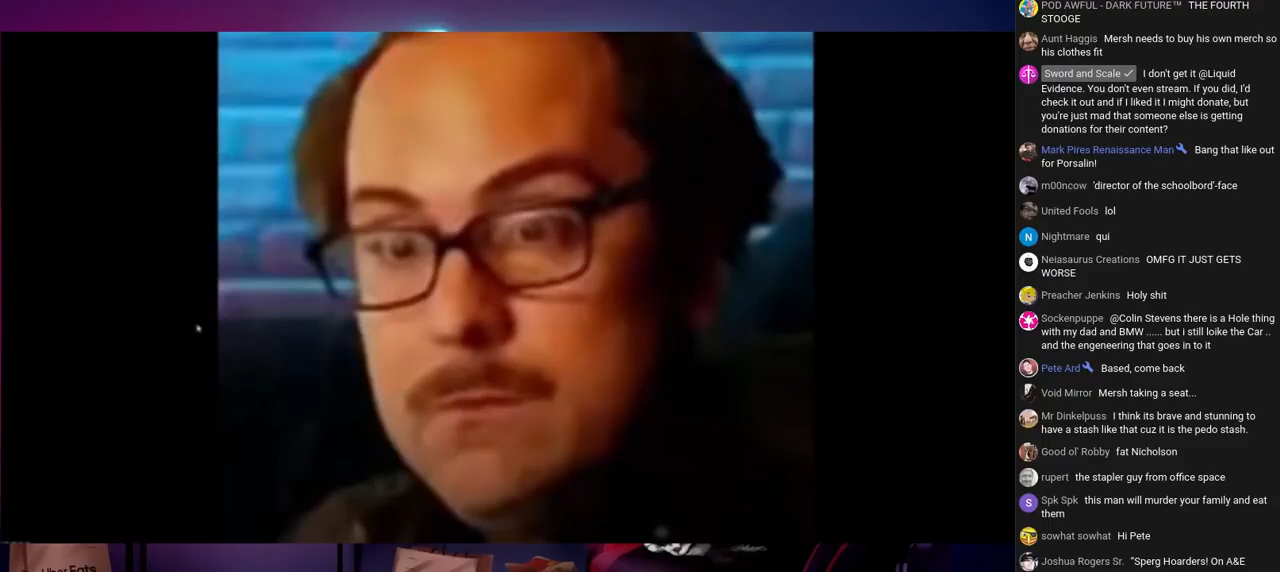 POD AWFUL - DARK FUTURE™ THE FOURTH
STOOGE
Aunt Haggis Mersh needs to buy his own merch so
his clothes fit
Sword and Scale I don't get it @Liquid
Evidence. You don't even stream. If you did, I'd
check it out and if I liked it I might donate, but
you're just mad that someone else is getting
donations for their content?
Mark Pires Renaissance Man Bang that like out
for Porsalin!
m00ncow 'director of the schoolbord'-face
United Fools lol
N Nightmare qui
Neiasaurus Creations OMFG IT JUST GETS
WORSE
Preacher Jenkins Holy shit
Sockenpuppe @Colin Stevens there is a Hole thing
with my dad and BMW ...... but i still loike the Car ..
and the engeneering that goes in to it
Pete Ard Based, come back
Void Mirror Mersh taking a seat...
Mr Dinkelpuss I think its brave and stunning to
have a stash like that cuz it is the pedo stash.
Good ol' Robby fat Nicholson
rupert the stapler guy from office space
S Spk Spk this man will murder your family and eat
them
sowhat sowhat Hi Pete
Joshua Rogers Sr. “Sperg Hoarders! On A&E
Uber Eats